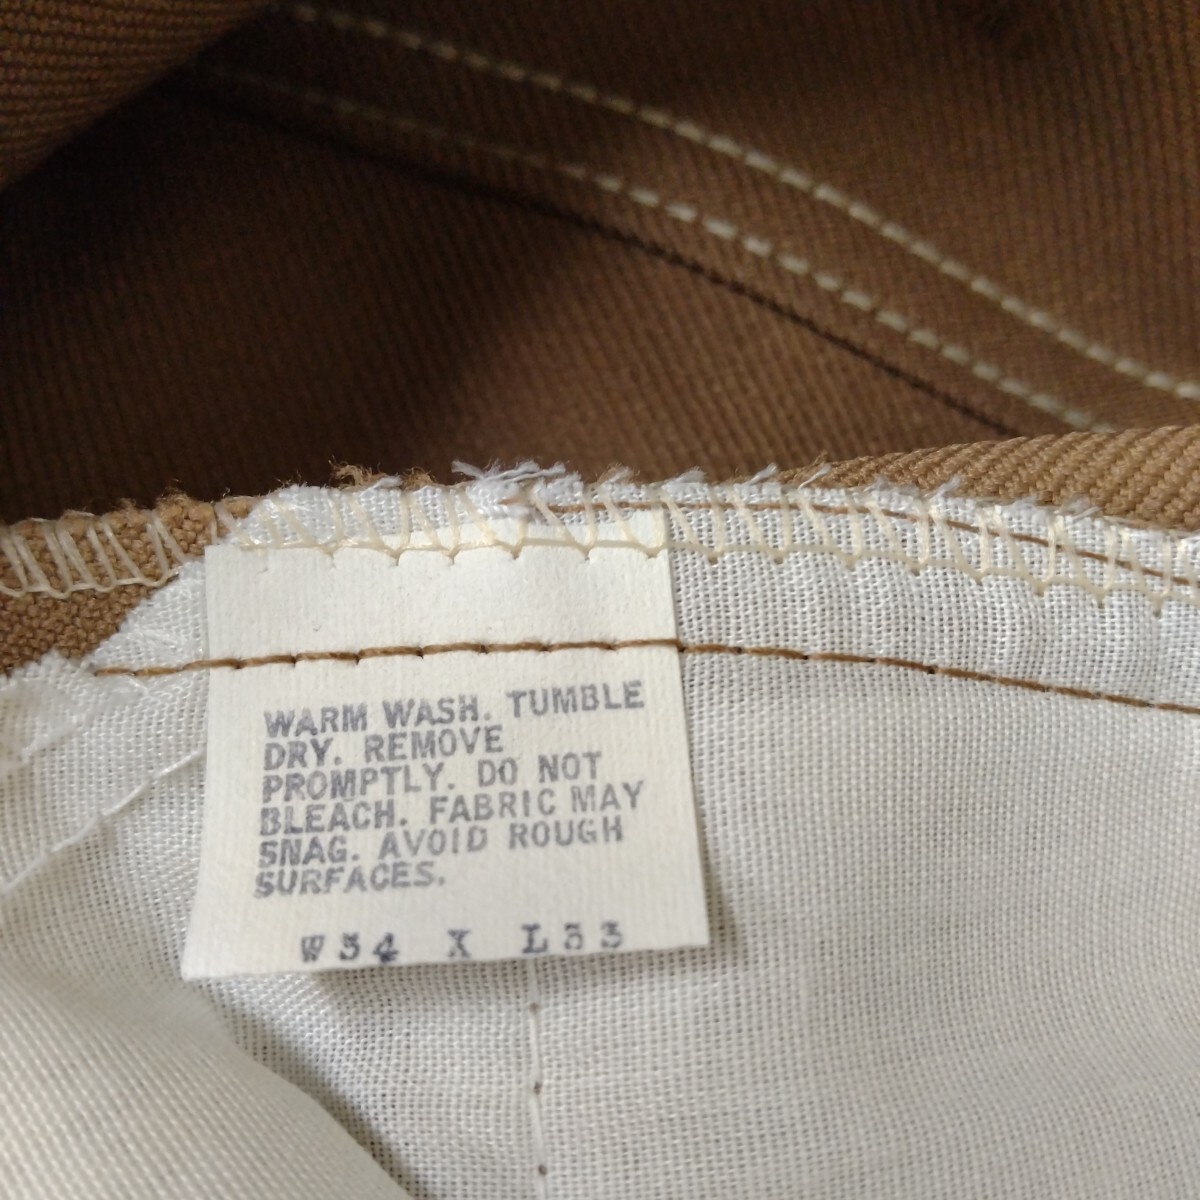 WARM WASH. TUMBLE
DRY. REMOVE
PROMPTLY. DO NOT
BLEACH. FABRIC MAY
SNAG. AVOID ROUGH
SURFACES.
W34 X L33